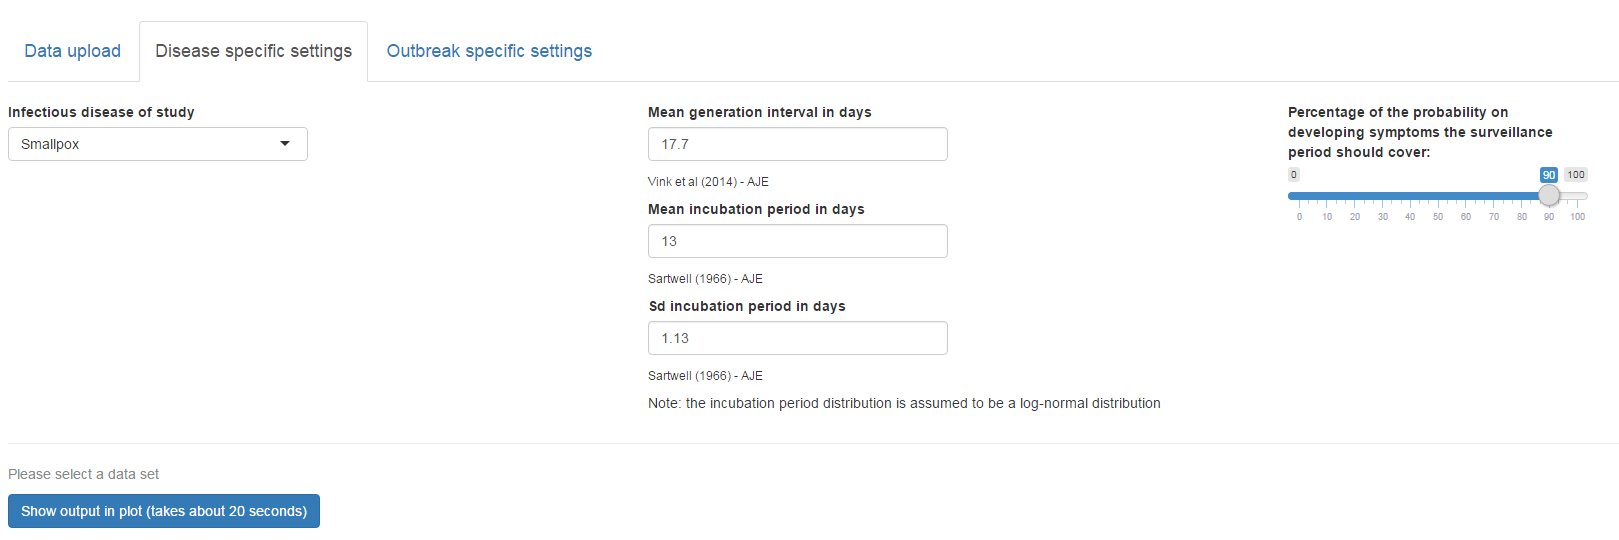 Data upload
Disease specific settings
Outbreak specific settings
Infectious disease of study
Smallpox
Mean generation interval in days
17.7
Vink et al (2014) - AJE
Mean incubation period in days
13
Sartwell (1966) - AJE
Sd incubation period in days
1.13
Sartwell (1966) - AJE
Note: the incubation period distribution is assumed to be a log-normal distribution
Percentage of the probability on
developing symptoms the surveillance
period should cover:
0 90 100
0 10 20 30 40 50 60 70 80 90 100
Please select a data set
Show output in plot (takes about 20 seconds)